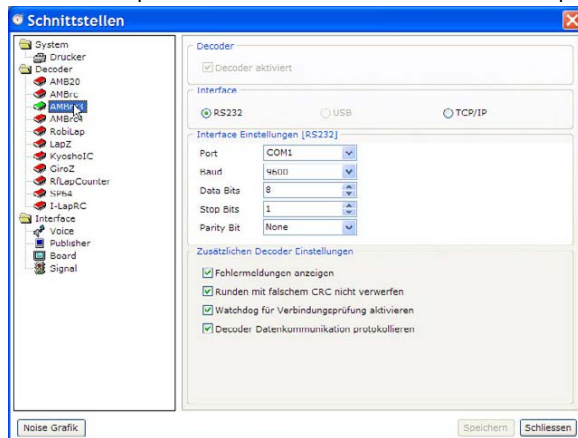 Schnittstellen
System
Drucker
Decoder
AMB20
AMBrc
AMBrc4
RobiLap
LapZ
KyoshoIC
GiroZ
RfLapCounter
SP64
I-LapRC
Interface
Voice
Publisher
Board
Signal
Decoder
Decoder aktiviert
Interface
RS232 USB TCP/IP
Interface Einstellungen [RS232]
Port COM1
Baud 9600
Data Bits 8
Stop Bits 1
Parity Bit None
Zusätzlichen Decoder Einstellungen
Fehlermeldungen anzeigen
Runden mit falschem CRC nicht verwerfen
Watchdog für Verbindungsprüfung aktivieren
Decoder Datenkommunikation protokollieren
Noise Grafik Speichern Schliessen